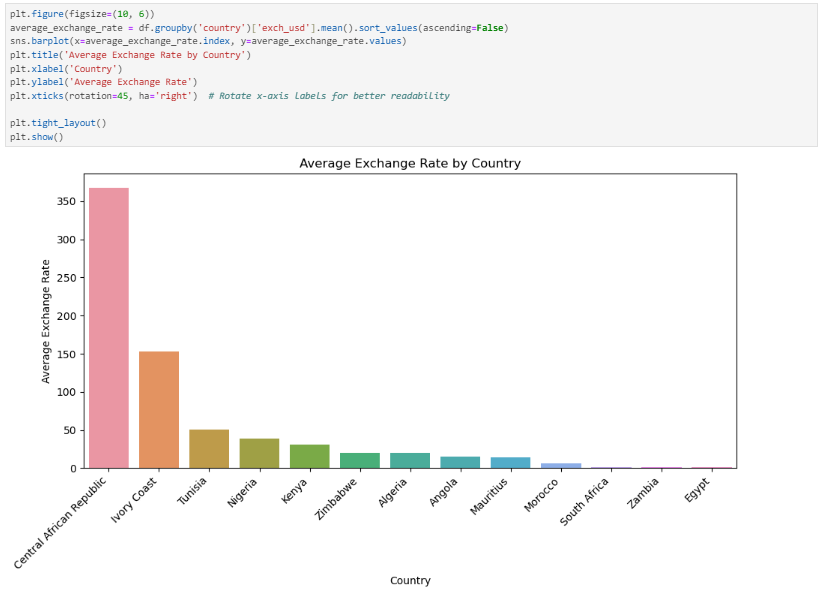 plt.figure(figsize=(10, 6))
average_exchange_rate = df.groupby('country')['exch_usd'].mean().sort_values(ascending=False)
sns.barplot(x=average_exchange_rate.index, y=average_exchange_rate.values)
plt.title('Average Exchange Rate by Country')
plt.xlabel('Country')
plt.ylabel('Average Exchange Rate')
plt.xticks(rotation=45, ha='right')  # Rotate x-axis labels for better readability
plt.tight_layout()
plt.show()
Average Exchange Rate by Country
Average Exchange Rate
350
300
250
200
150
100
50
0
Central African Republic
Ivory Coast
Tunisia
Nigeria
Kenya
Zimbabwe
Algeria
Angola
Mauritius
Morocco
South Africa
Zambia
Egypt
Country